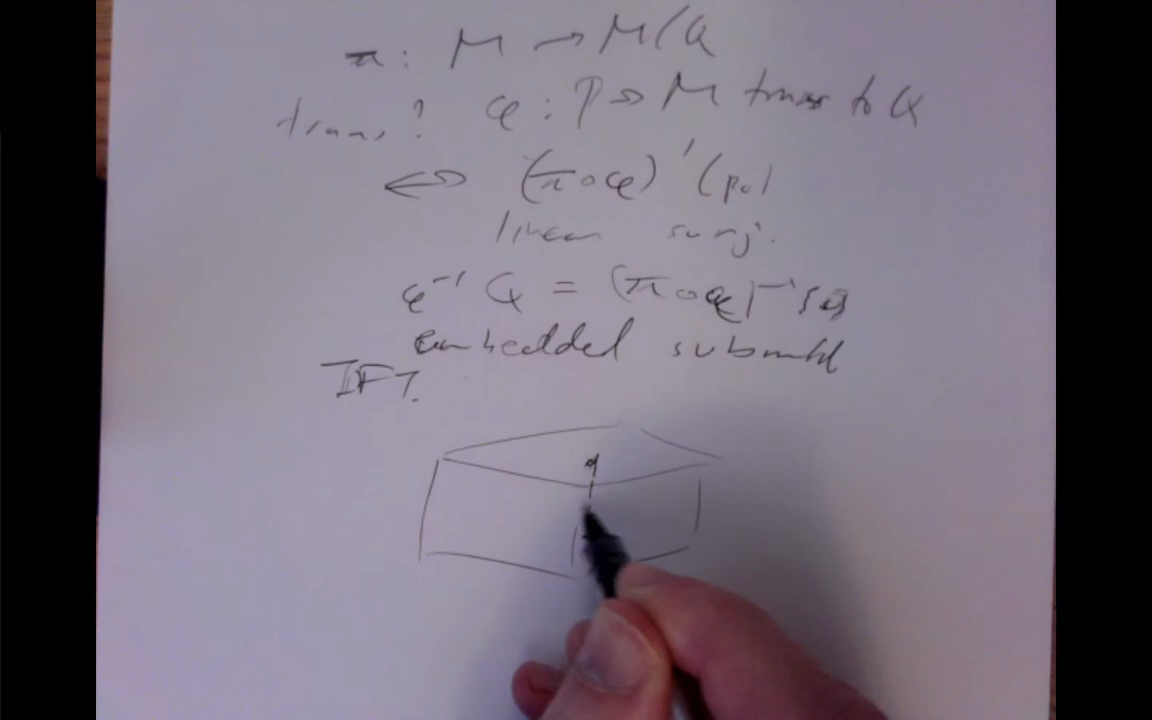 π: M → M/Q
trans? φ: P → M trans to Q
⟺ (π∘φ)'(p₀)
linear surj.
φ⁻¹ Q = (π∘φ)⁻¹
embedded submfd
IFT.